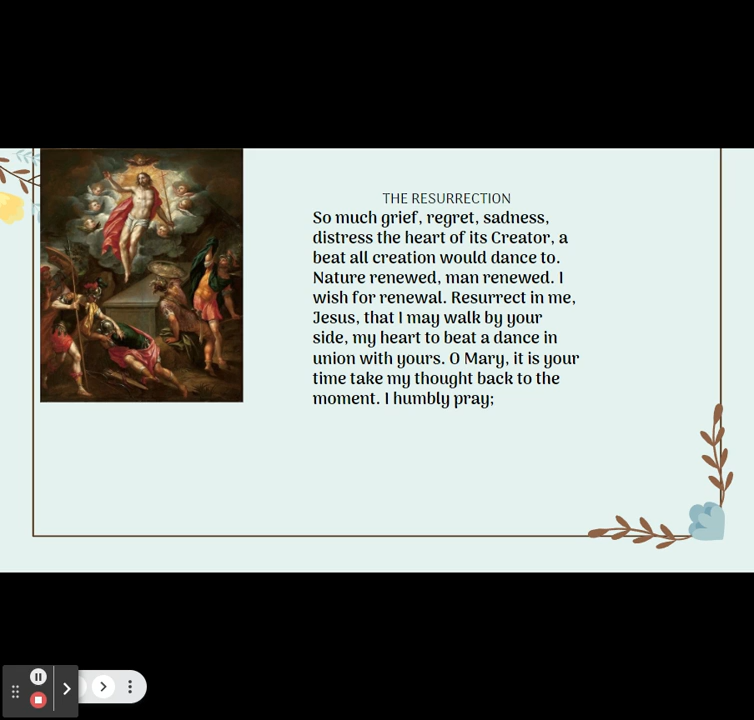 THE RESURRECTION
So much grief, regret, sadness,
distress the heart of its Creator, a
beat all creation would dance to.
Nature renewed, man renewed. I
wish for renewal. Resurrect in me,
Jesus, that I may walk by your
side, my heart to beat a dance in
union with yours. O Mary, it is your
time take my thought back to the
moment. I humbly pray;